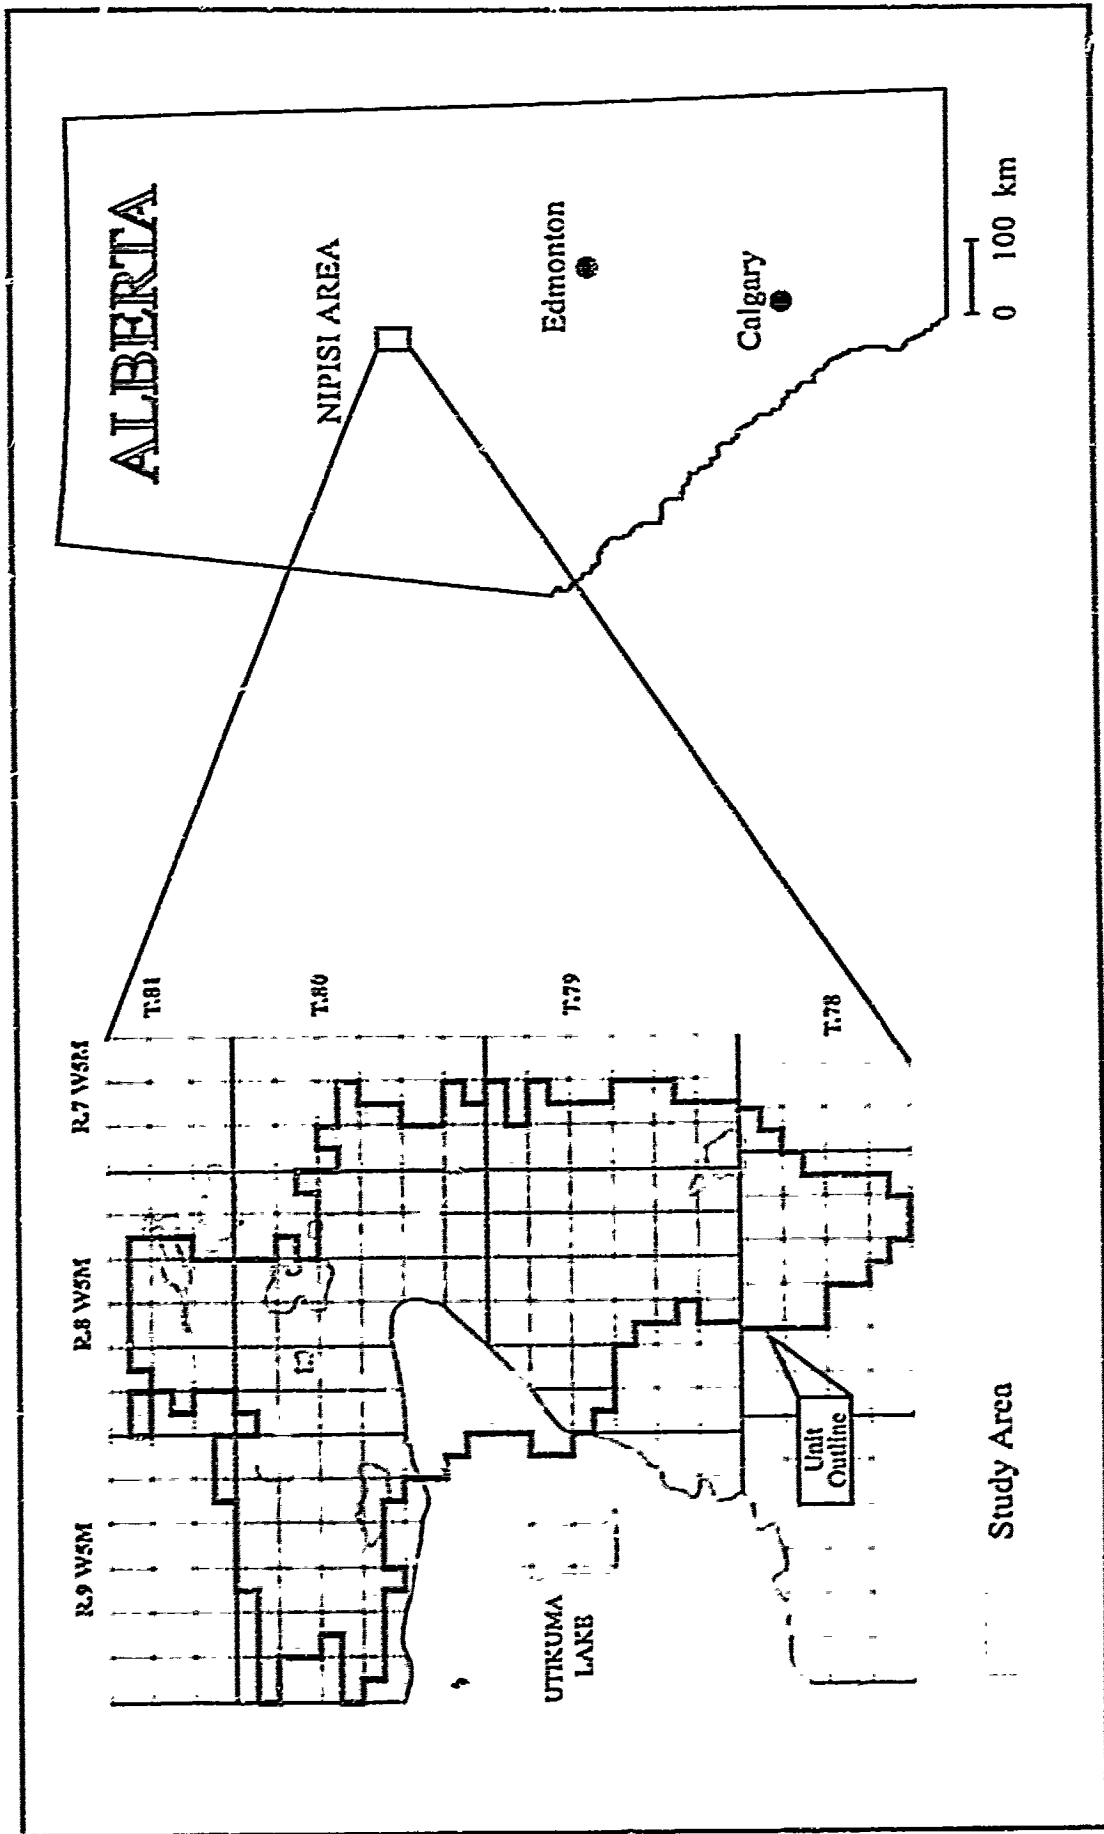 ALBERTA
NIPISI AREA
Edmonton
Calgary
0 100 km
R.9 W5M
R.8 W5M
R.7 W5M
T.81
T.80
T.79
T.78
UTIKUMA
LAKE
Unit
Outline
Study Area